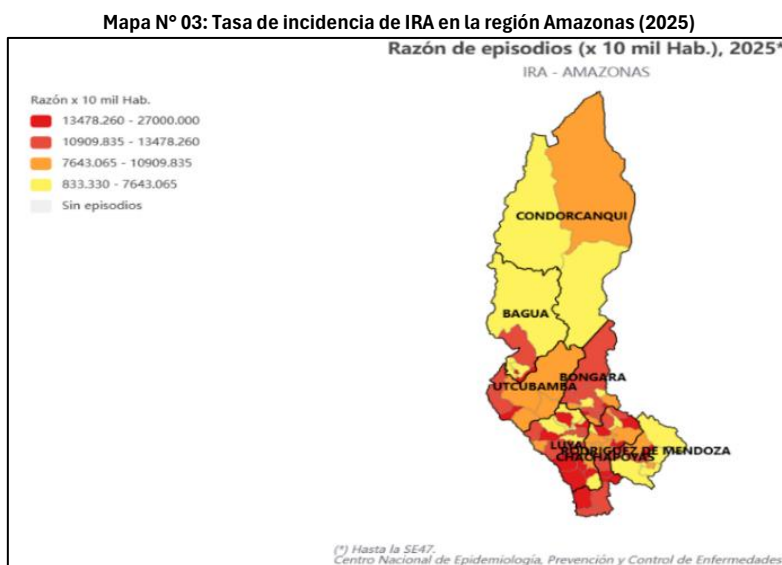 Mapa N° 03: Tasa de incidencia de IRA en la región Amazonas (2025)
Razón de episodios (x 10 mil Hab.), 2025*
IRA - AMAZONAS
Razón x 10 mil Hab.
13478.260 - 27000.000
10909.835 - 13478.260
7643.065 - 10909.835
833.330 - 7643.065
Sin episodios
CONDORCANQUI
BAGUA
BONGARA
UTCUBAMBA
LUYA
RODRIGUEZ DE MENDOZA
CHACHAPOYAS
(*) Hasta la SE47.
Centro Nacional de Epidemiología, Prevención y Control de Enfermedades